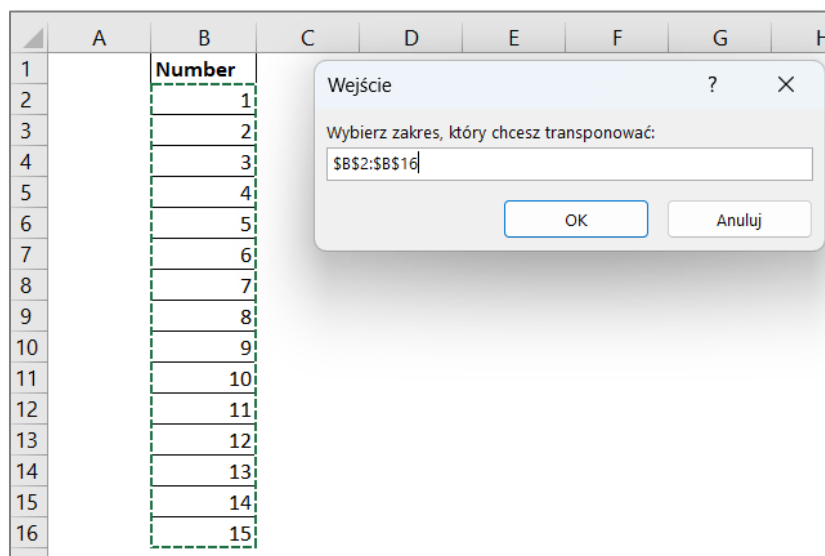 A B C D E F G H
1 Number
2 1
3 2
4 3
5 4
6 5
7 6
8 7
9 8
10 9
11 10
12 11
13 12
14 13
15 14
16 15
Wejście ?
Wybierz zakres, który chcesz transponować:
$B$2:$B$16
OK Anuluj